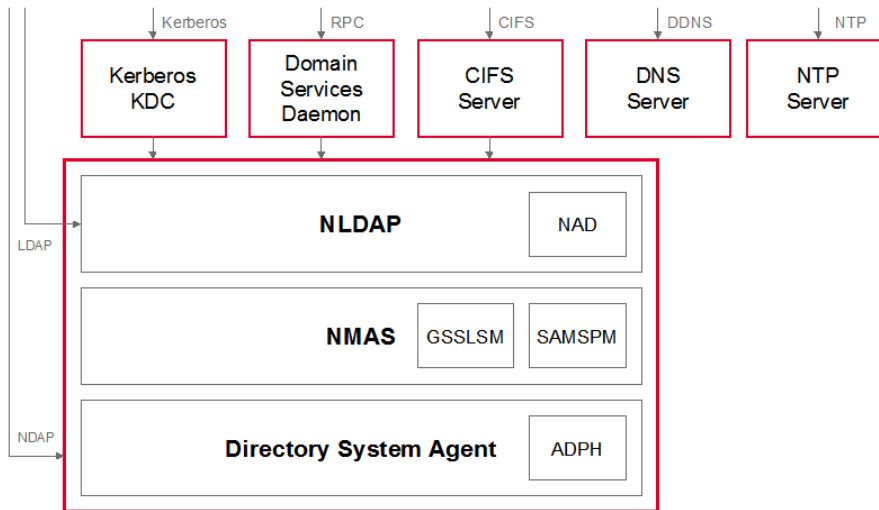 Kerberos
RPC
CIFS
DDNS
NTP
Kerberos
KDC
Domain
Services
Daemon
CIFS
Server
DNS
Server
NTP
Server
NLDAP
NAD
LDAP
NMAS
GSSLSM
SAMSPM
NDAP
Directory System Agent
ADPH